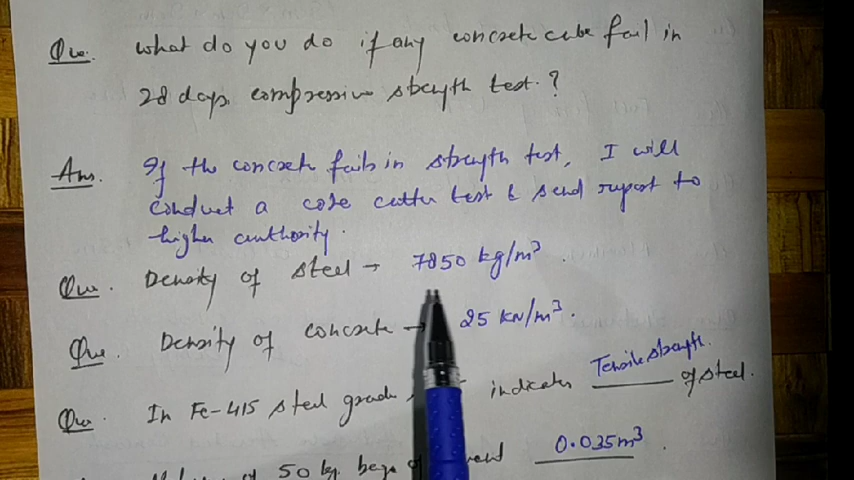 Que. what do you do if any concrete cube fail in
28 days compressive strength test. ?
Ans. If the concrete fails in strength test, I will
conduct a core cutter test & send report to
higher authority.
Que. Density of steel → 7850 kg/m³.
Que. Density of concrete → 25 KN/m³.
Que. In Fe-415 steel grade indicates Tensile strength of steel.
of 50 kg. bags of 0.035m³.